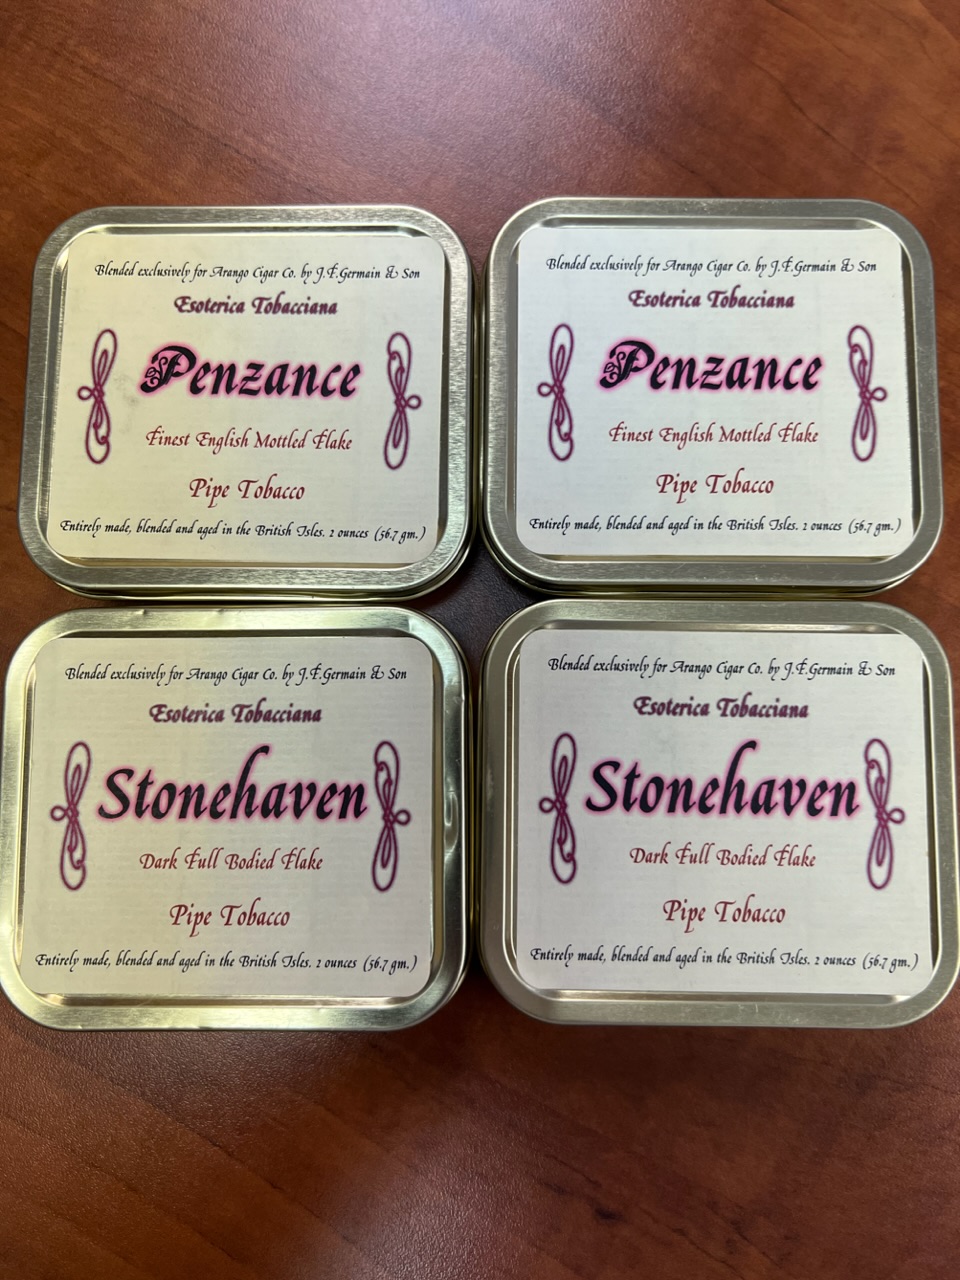 Blended exclusively for Arango Cigar Co. by J.F.Germain & Son
Esoterica Tobacciana
Penzance
Finest English Mottled Flake
Pipe Tobacco
Entirely made, blended and aged in the British Isles. 2 ounces (56.7 gm.)
Blended exclusively for Arango Cigar Co. by J.F.Germain & Son
Esoterica Tobacciana
Penzance
Finest English Mottled Flake
Pipe Tobacco
Entirely made, blended and aged in the British Isles. 2 ounces (56.7 gm.)
Blended exclusively for Arango Cigar Co. by J.F.Germain & Son
Esoterica Tobacciana
Stonehaven
Dark Full Bodied Flake
Pipe Tobacco
Entirely made, blended and aged in the British Isles. 2 ounces (56.7 gm.)
Blended exclusively for Arango Cigar Co. by J.F.Germain & Son
Esoterica Tobacciana
Stonehaven
Dark Full Bodied Flake
Pipe Tobacco
Entirely made, blended and aged in the British Isles. 2 ounces (56.7 gm.)